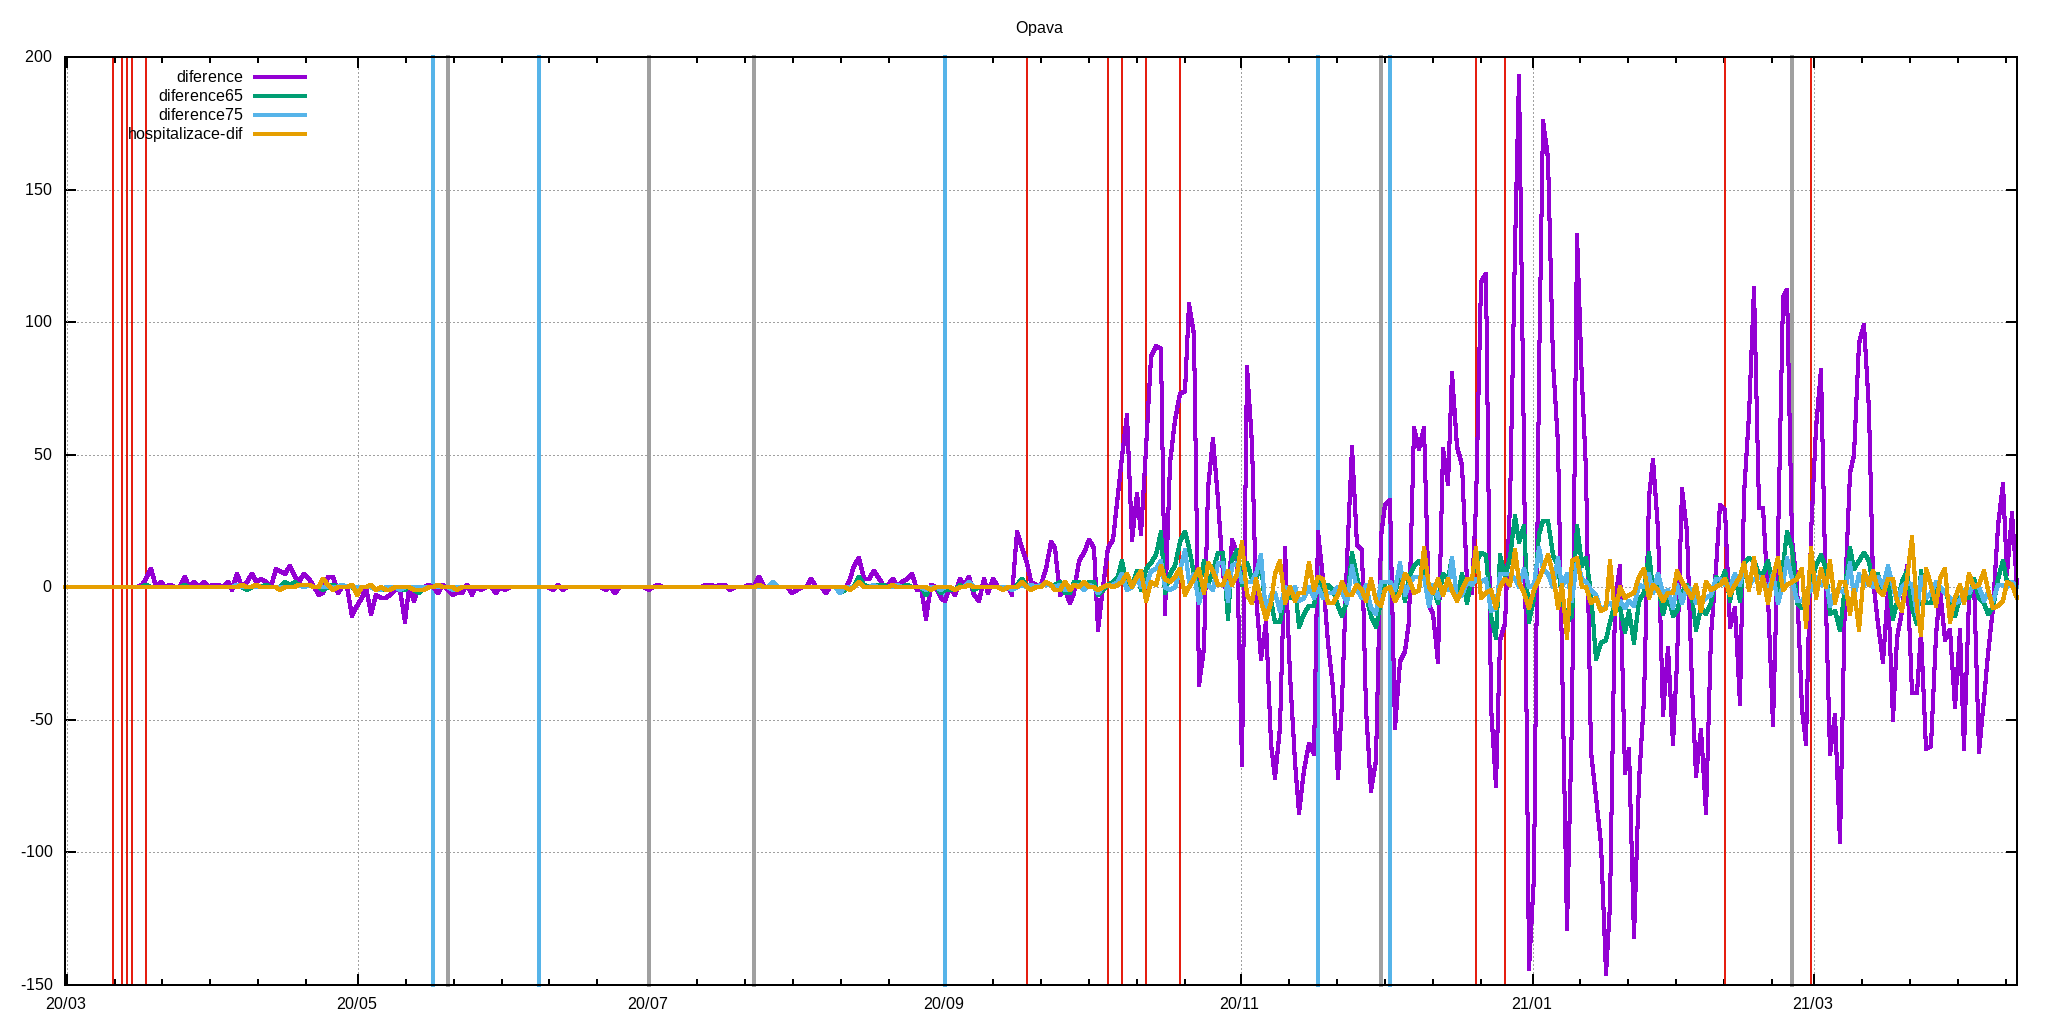 Opava
200
diference
diference65
diference75
hospitalizace-dif
150
100
50
0
-50
-100
-150
20/03 20/05 20/07 20/09 20/11 21/01 21/03